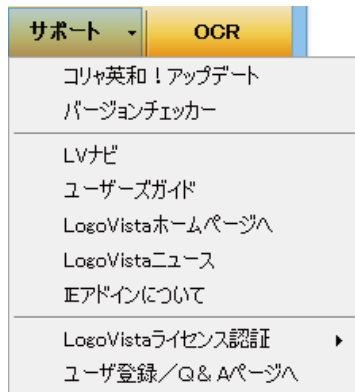 サポート OCR
コリャ英和！アップデート
バージョンチェッカー
LVナビ
ユーザーズガイド
LogoVistaホームページへ
LogoVistaニュース
IEアドインについて
LogoVistaライセンス認証
ユーザ登録／Q＆Aページへ